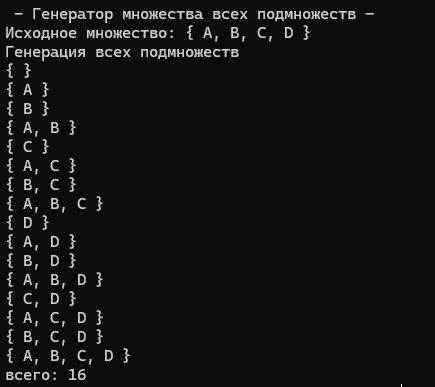 – Генератор множества всех подмножеств –
Исходное множество: { A, B, C, D }
Генерация всех подмножеств
{ }
{ A }
{ B }
{ A, B }
{ C }
{ A, C }
{ B, C }
{ A, B, C }
{ D }
{ A, D }
{ B, D }
{ A, B, D }
{ C, D }
{ A, C, D }
{ B, C, D }
{ A, B, C, D }
всего: 16